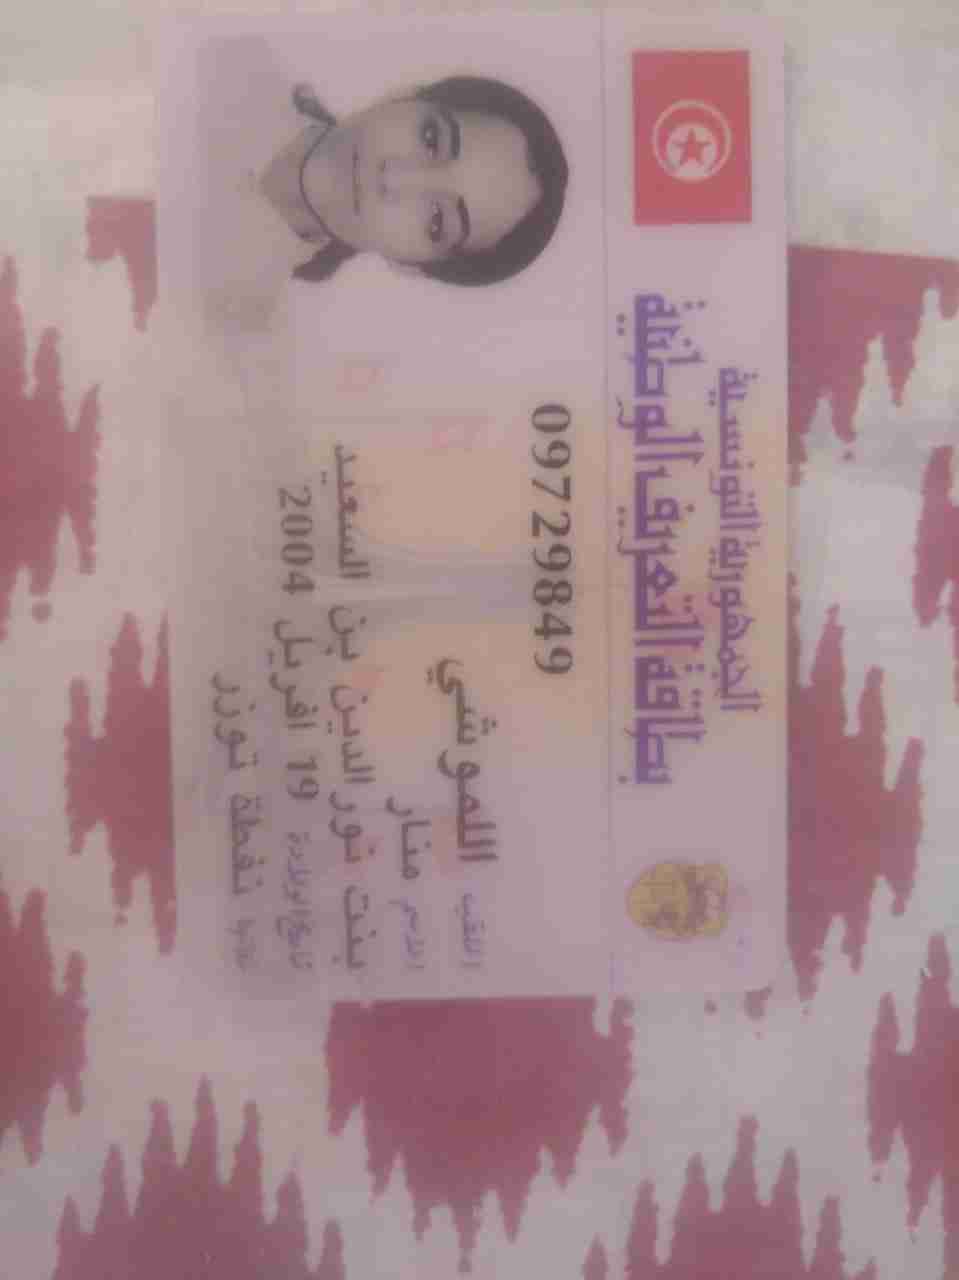 الجمهورية التونسية
بطاقة التعريف الوطنية
09729849
اللقب اللموشي
الاسم منار
بنت نور الدين بن السعيد
تاريخ الولادة 19 افريل 2004
مكانها نفطة توزر